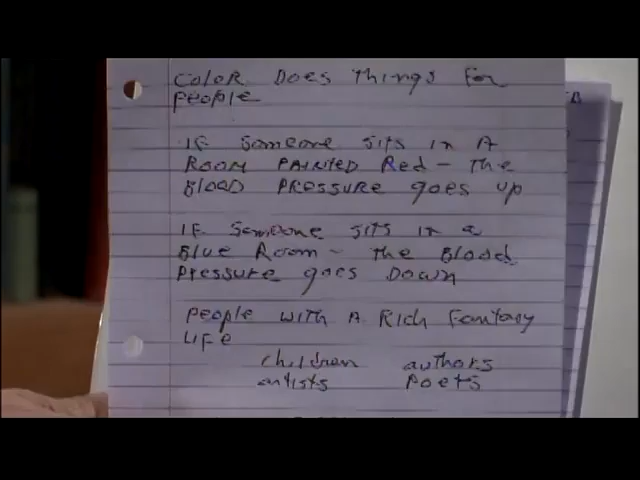 COLOR DOES THINGS FOR
PEOPLE
IF SOMEONE SITS IN A
ROOM PAINTED Red - THE
BLOOD PRESSURE goes up
IF SOMEONE SITS IN a
BLUE ROOM - THE BLOOD
PRESSURE goes DOWN
PEOPLE WITH A RICH FANTASY
LIFE
children authors
artists Poets